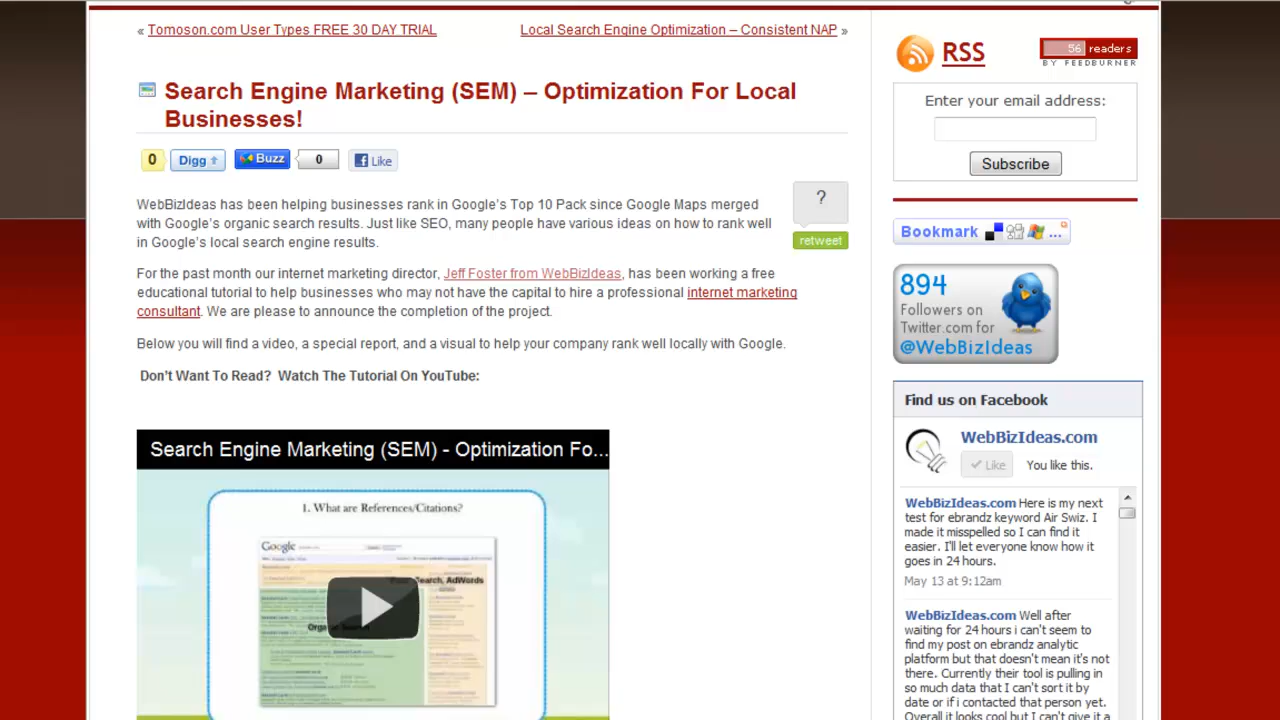 « Tomoson.com User Types FREE 30 DAY TRIAL
Local Search Engine Optimization – Consistent NAP »
Search Engine Marketing (SEM) – Optimization For Local
Businesses!
0 Digg Buzz 0 Like
WebBizIdeas has been helping businesses rank in Google's Top 10 Pack since Google Maps merged
with Google's organic search results. Just like SEO, many people have various ideas on how to rank well
in Google's local search engine results.
?
retweet
For the past month our internet marketing director, Jeff Foster from WebBizIdeas, has been working a free
educational tutorial to help businesses who may not have the capital to hire a professional internet marketing
consultant. We are please to announce the completion of the project.
Below you will find a video, a special report, and a visual to help your company rank well locally with Google.
Don't Want To Read? Watch The Tutorial On YouTube:
Search Engine Marketing (SEM) - Optimization Fo...
1. What are References/Citations?
Google
Search, AdWords
RSS
56 readers
BY FEEDBURNER
Enter your email address:
Subscribe
Bookmark ...
894
Followers on
Twitter.com for
@WebBizIdeas
Find us on Facebook
WebBizIdeas.com
Like You like this.
WebBizIdeas.com Here is my next
test for ebrandz keyword Air Swiz. I
made it misspelled so I can find it
easier. I'll let everyone know how it
goes in 24 hours.
May 13 at 9:12am
WebBizIdeas.com Well after
waiting for 24 hours i can't seem to
find my post on ebrandz analytic
platform but that doesn't mean it's not
there. Currently their tool is pulling in
so much data that I can't sort it by
date or if i contacted that person yet.
Overall it looks cool but I can't give it a